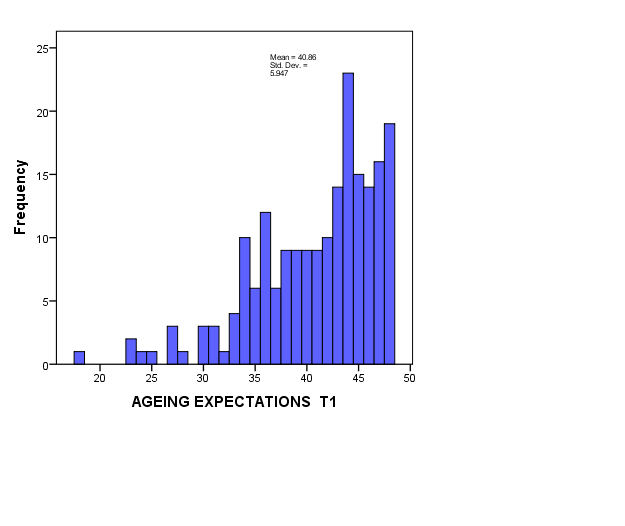 Mean = 40.86
Std. Dev. =
5.947
25
20
15
10
5
0
Frequency
20 25 30 35 40 45 50
AGEING EXPECTATIONS T1